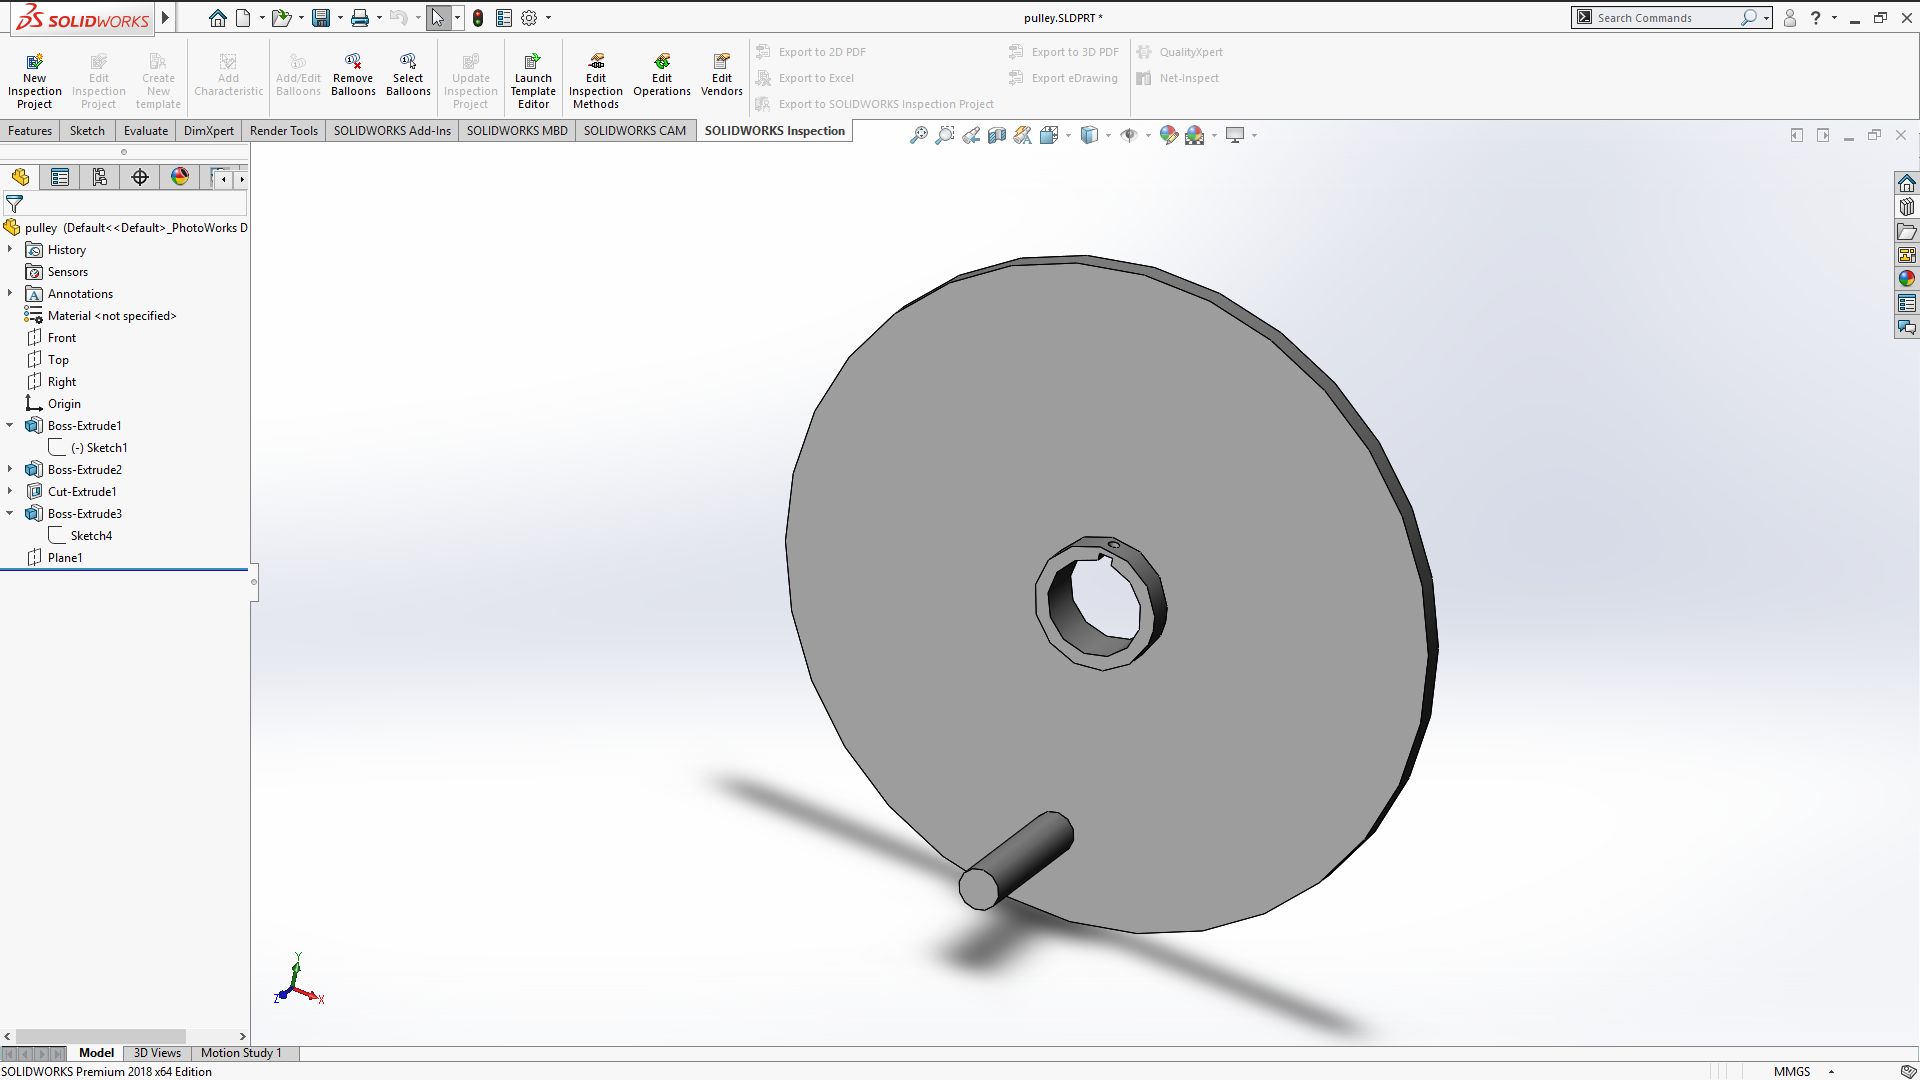 SOLIDWORKS
pulley.SLDPRT *
Search Commands
?
New Inspection Project
Edit Inspection Project
Create New template
Add Characteristic
Add/Edit Balloons
Remove Balloons
Select Balloons
Update Inspection Project
Launch Template Editor
Edit Inspection Methods
Edit Operations
Edit Vendors
Export to 2D PDF
Export to Excel
Export to SOLIDWORKS Inspection Project
Export to 3D PDF
Export eDrawing
QualityXpert
Net-Inspect
Features
Sketch
Evaluate
DimXpert
Render Tools
SOLIDWORKS Add-Ins
SOLIDWORKS MBD
SOLIDWORKS CAM
SOLIDWORKS Inspection
pulley (Default<<Default>_PhotoWorks D
History
Sensors
Annotations
Material <not specified>
Front
Top
Right
Origin
Boss-Extrude1
(-) Sketch1
Boss-Extrude2
Cut-Extrude1
Boss-Extrude3
Sketch4
Plane1
Y
Z
X
Model
3D Views
Motion Study 1
SOLIDWORKS Premium 2018 x64 Edition
MMGS